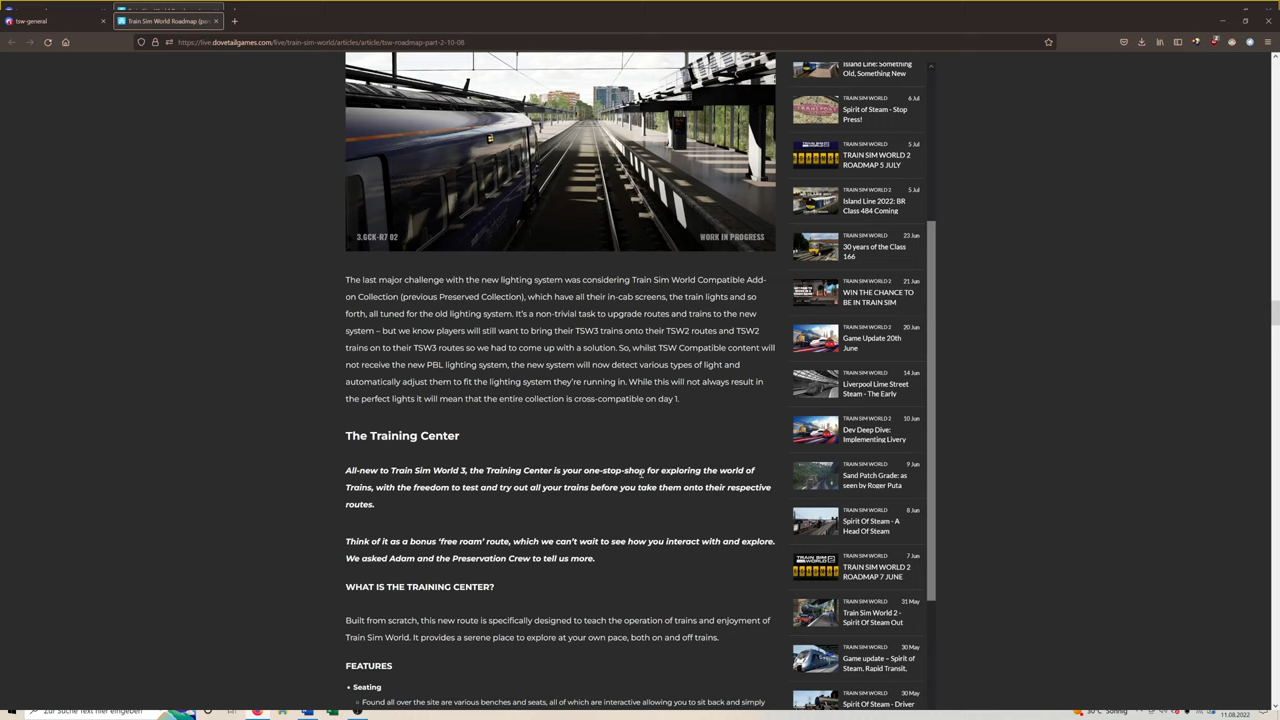 tsw-general
Train Sim World Roadmap (par
https://live.dovetailgames.com/live/train-sim-world/articles/article/tsw-roadmap-part-2-10-08
3.GCK-R7 02
WORK IN PROGRESS
The last major challenge with the new lighting system was considering Train Sim World Compatible Add-
on Collection (previous Preserved Collection), which have all their in-cab screens, the train lights and so
forth, all tuned for the old lighting system. It's a non-trivial task to upgrade routes and trains to the new
system – but we know players will still want to bring their TSW3 trains onto their TSW2 routes and TSW2
trains on to their TSW3 routes so we had to come up with a solution. So, whilst TSW Compatible content will
not receive the new PBL lighting system, the new system will now detect various types of light and
automatically adjust them to fit the lighting system they're running in. While this will not always result in
the perfect lights it will mean that the entire collection is cross-compatible on day 1.
The Training Center
All-new to Train Sim World 3, the Training Center is your one-stop-shop for exploring the world of
Trains, with the freedom to test and try out all your trains before you take them onto their respective
routes.
Think of it as a bonus 'free roam' route, which we can't wait to see how you interact with and explore.
We asked Adam and the Preservation Crew to tell us more.
WHAT IS THE TRAINING CENTER?
Built from scratch, this new route is specifically designed to teach the operation of trains and enjoyment of
Train Sim World. It provides a serene place to explore at your own pace, both on and off trains.
FEATURES
• Seating
Found all over the site are various benches and seats, all of which are interactive allowing you to sit back and simply
Island Line: Something
Old, Something New
TRAIN SIM WORLD 6 Jul
Spirit of Steam - Stop
Press!
TRAIN SIM WORLD 5 Jul
TRAIN SIM WORLD 2
ROADMAP 5 JULY
TRAIN SIM WORLD 2 5 Jul
Island Line 2022: BR
Class 484 Coming
TRAIN SIM WORLD 23 Jun
30 years of the Class
166
TRAIN SIM WORLD 21 Jun
WIN THE CHANCE TO
BE IN TRAIN SIM
TRAIN SIM WORLD 2 20 Jun
Game Update 20th
June
TRAIN SIM WORLD 14 Jun
Liverpool Lime Street
Steam - The Early
TRAIN SIM WORLD 2 10 Jun
Dev Deep Dive:
Implementing Livery
TRAIN SIM WORLD 9 Jun
Sand Patch Grade: as
seen by Roger Puta
TRAIN SIM WORLD 8 Jun
Spirit Of Steam - A
Head Of Steam
TRAIN SIM WORLD 7 Jun
TRAIN SIM WORLD 2
ROADMAP 7 JUNE
TRAIN SIM WORLD 31 May
Train Sim World 2 -
Spirit Of Steam Out
TRAIN SIM WORLD 30 May
Game update – Spirit of
Steam, Rapid Transit,
TRAIN SIM WORLD 30 May
Spirit of Steam - Driver
Zur Suche Text hier eingeben
30°C Sonnig
11.08.2022